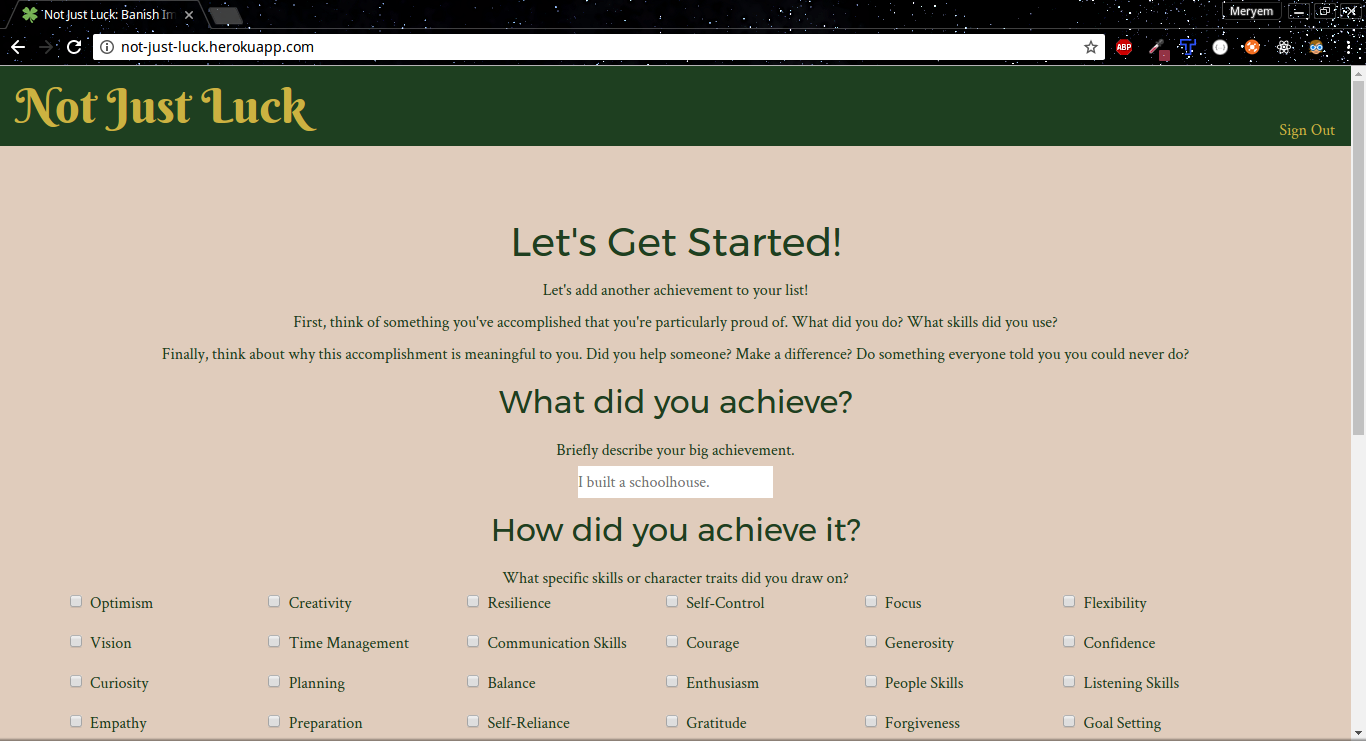 Not Just Luck: Banish Im
Meryem
not-just-luck.herokuapp.com
ABP
Not Just Luck
Sign Out
Let's Get Started!
Let's add another achievement to your list!
First, think of something you've accomplished that you're particularly proud of. What did you do? What skills did you use?
Finally, think about why this accomplishment is meaningful to you. Did you help someone? Make a difference? Do something everyone told you you could never do?
What did you achieve?
Briefly describe your big achievement.
I built a schoolhouse.
How did you achieve it?
What specific skills or character traits did you draw on?
Optimism Creativity Resilience Self-Control Focus Flexibility
Vision Time Management Communication Skills Courage Generosity Confidence
Curiosity Planning Balance Enthusiasm People Skills Listening Skills
Empathy Preparation Self-Reliance Gratitude Forgiveness Goal Setting